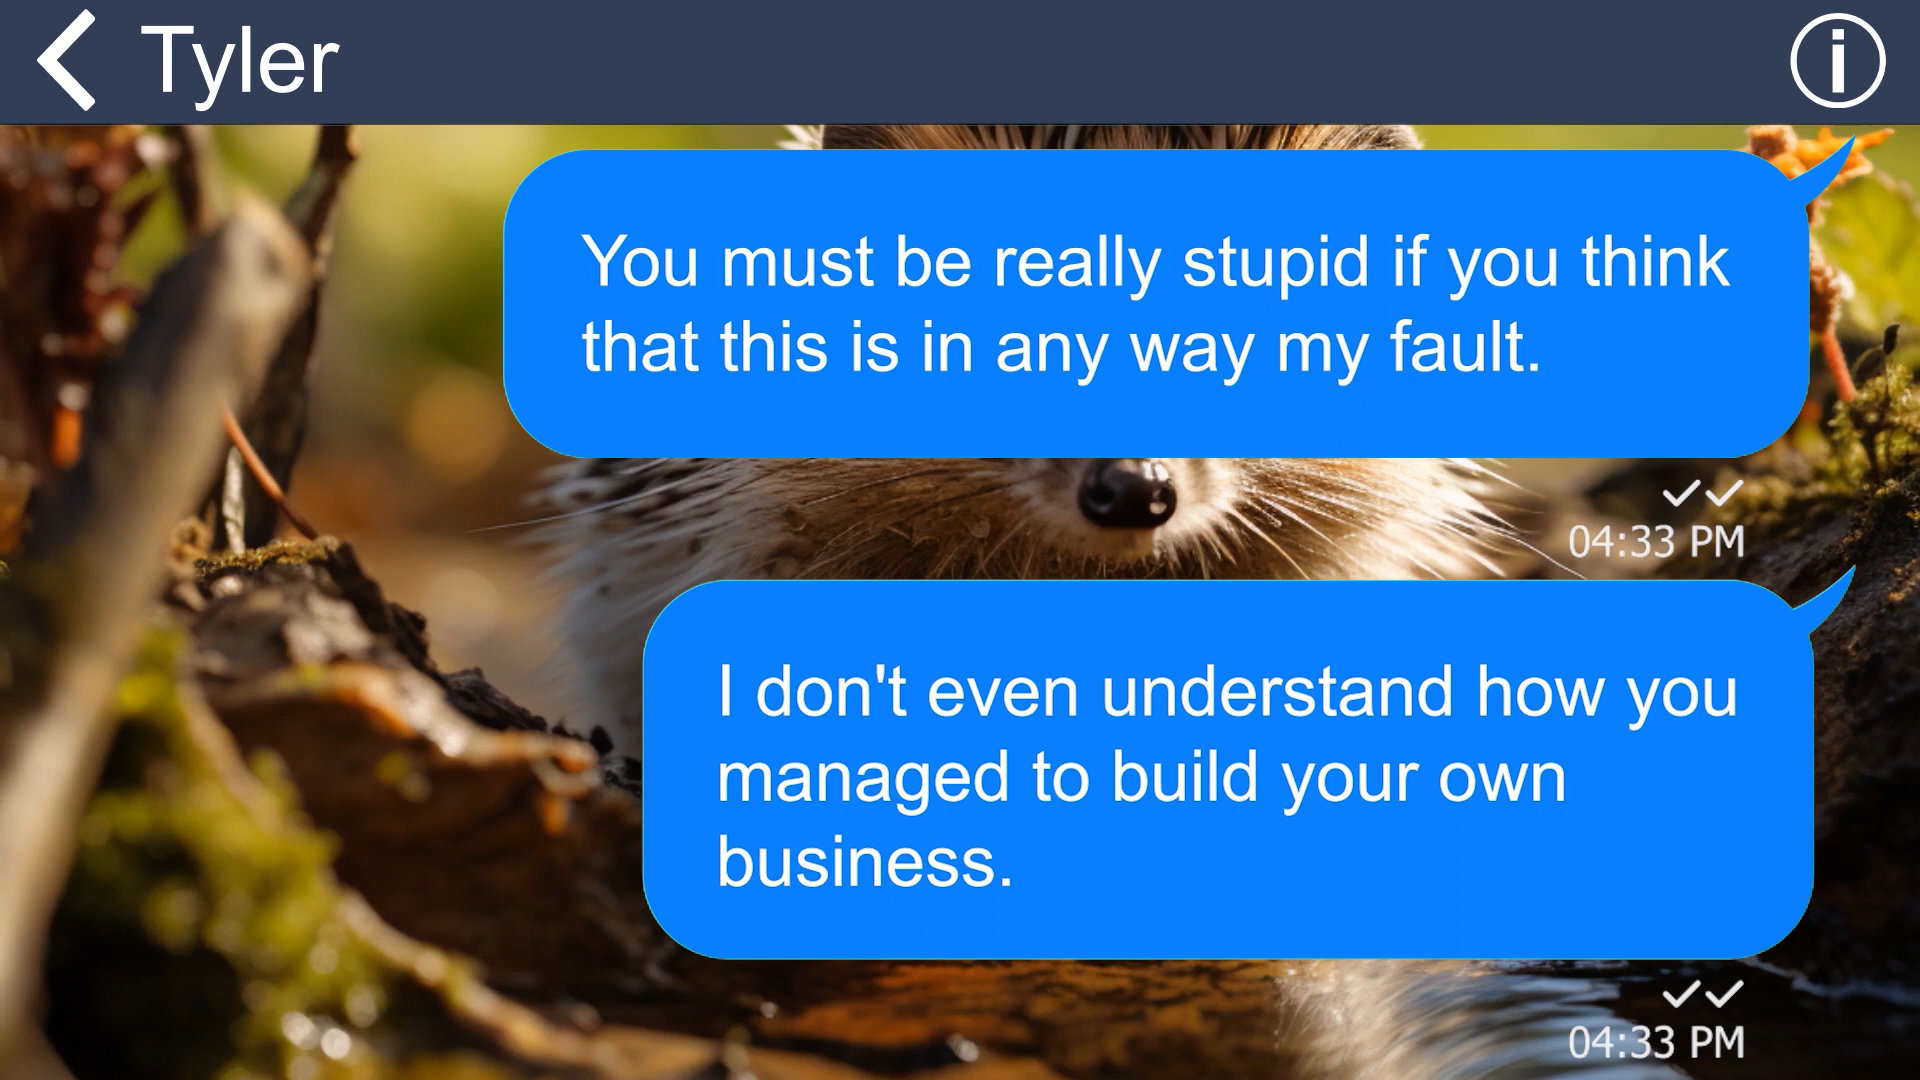 Tyler
You must be really stupid if you think
that this is in any way my fault.
04:33 PM
I don't even understand how you
managed to build your own
business.
04:33 PM